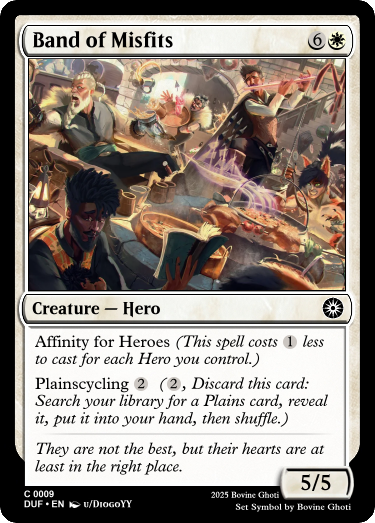 Band of Misfits 6
Creature — Hero
Affinity for Heroes (This spell costs 1 less
to cast for each Hero you control.)
Plainscycling 2 (2, Discard this card:
Search your library for a Plains card, reveal
it, put it into your hand, then shuffle.)
They are not the best, but their hearts are at
least in the right place.
5/5
C 0009
DUF • EN u/DiogoYY
2025 Bovine Ghoti
Set Symbol by Bovine Ghoti